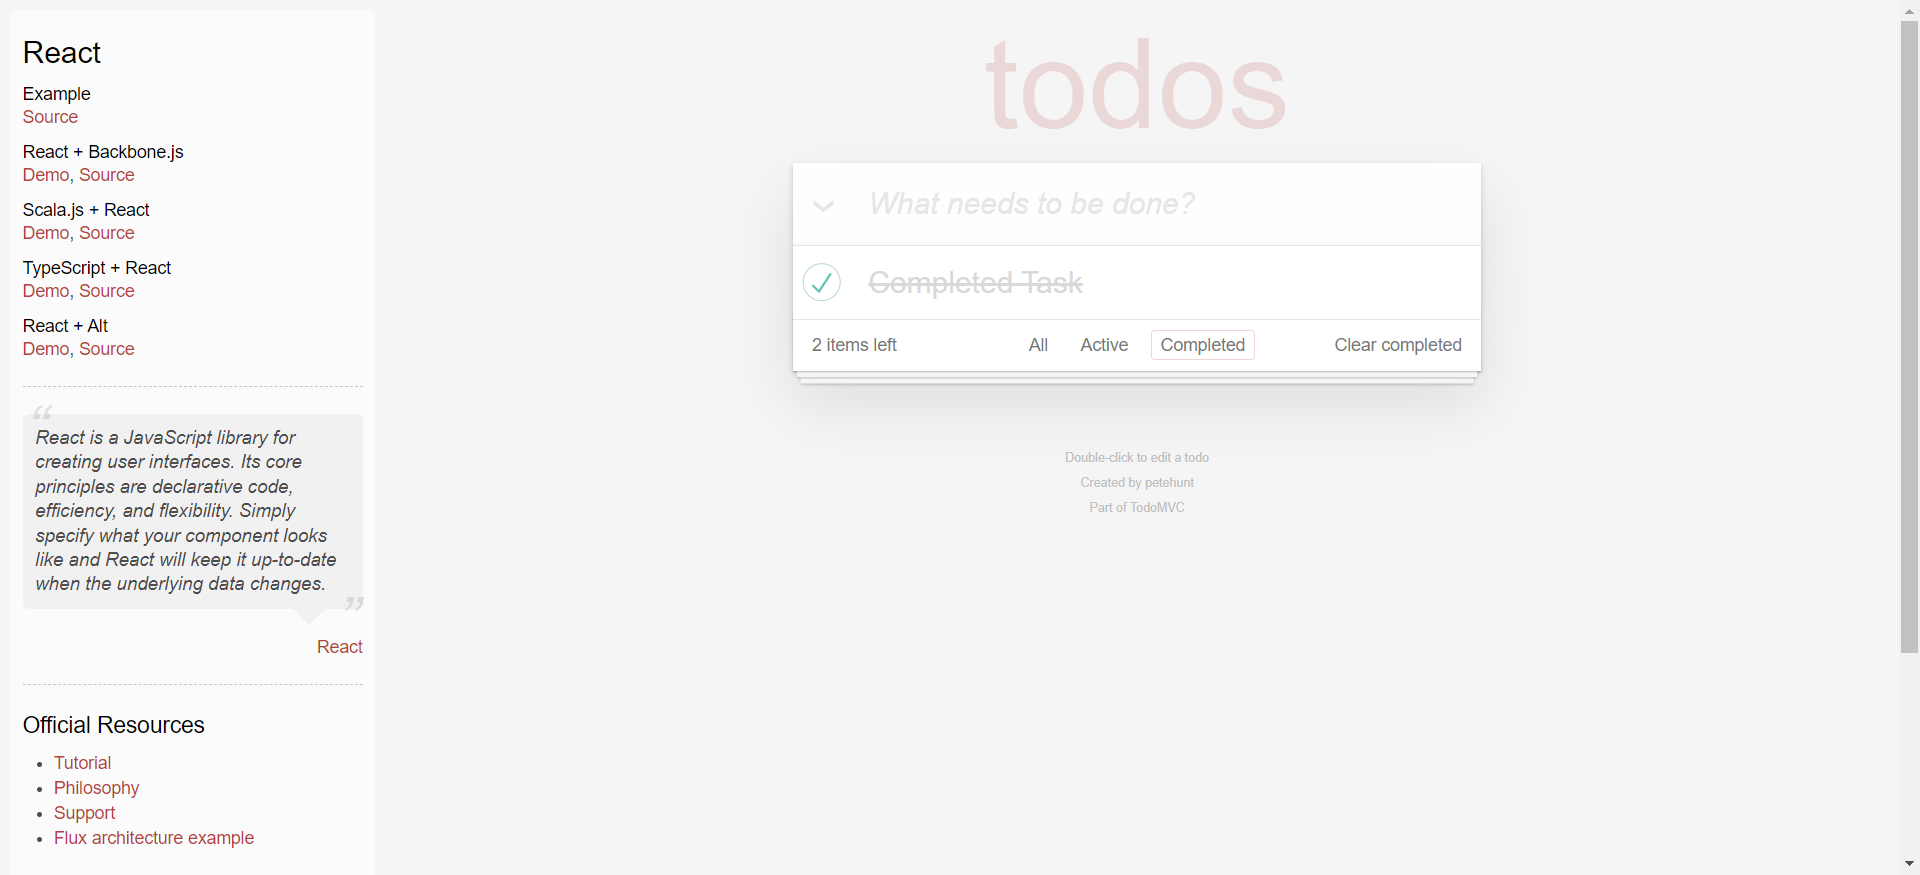 React
Example
Source
React + Backbone.js
Demo, Source
Scala.js + React
Demo, Source
TypeScript + React
Demo, Source
React + Alt
Demo, Source
“
React is a JavaScript library for
creating user interfaces. Its core
principles are declarative code,
efficiency, and flexibility. Simply
specify what your component looks
like and React will keep it up-to-date
when the underlying data changes.
”
React
Official Resources
• Tutorial
• Philosophy
• Support
• Flux architecture example
todos
What needs to be done?
Completed Task
2 items left All Active Completed Clear completed
Double-click to edit a todo
Created by petehunt
Part of TodoMVC